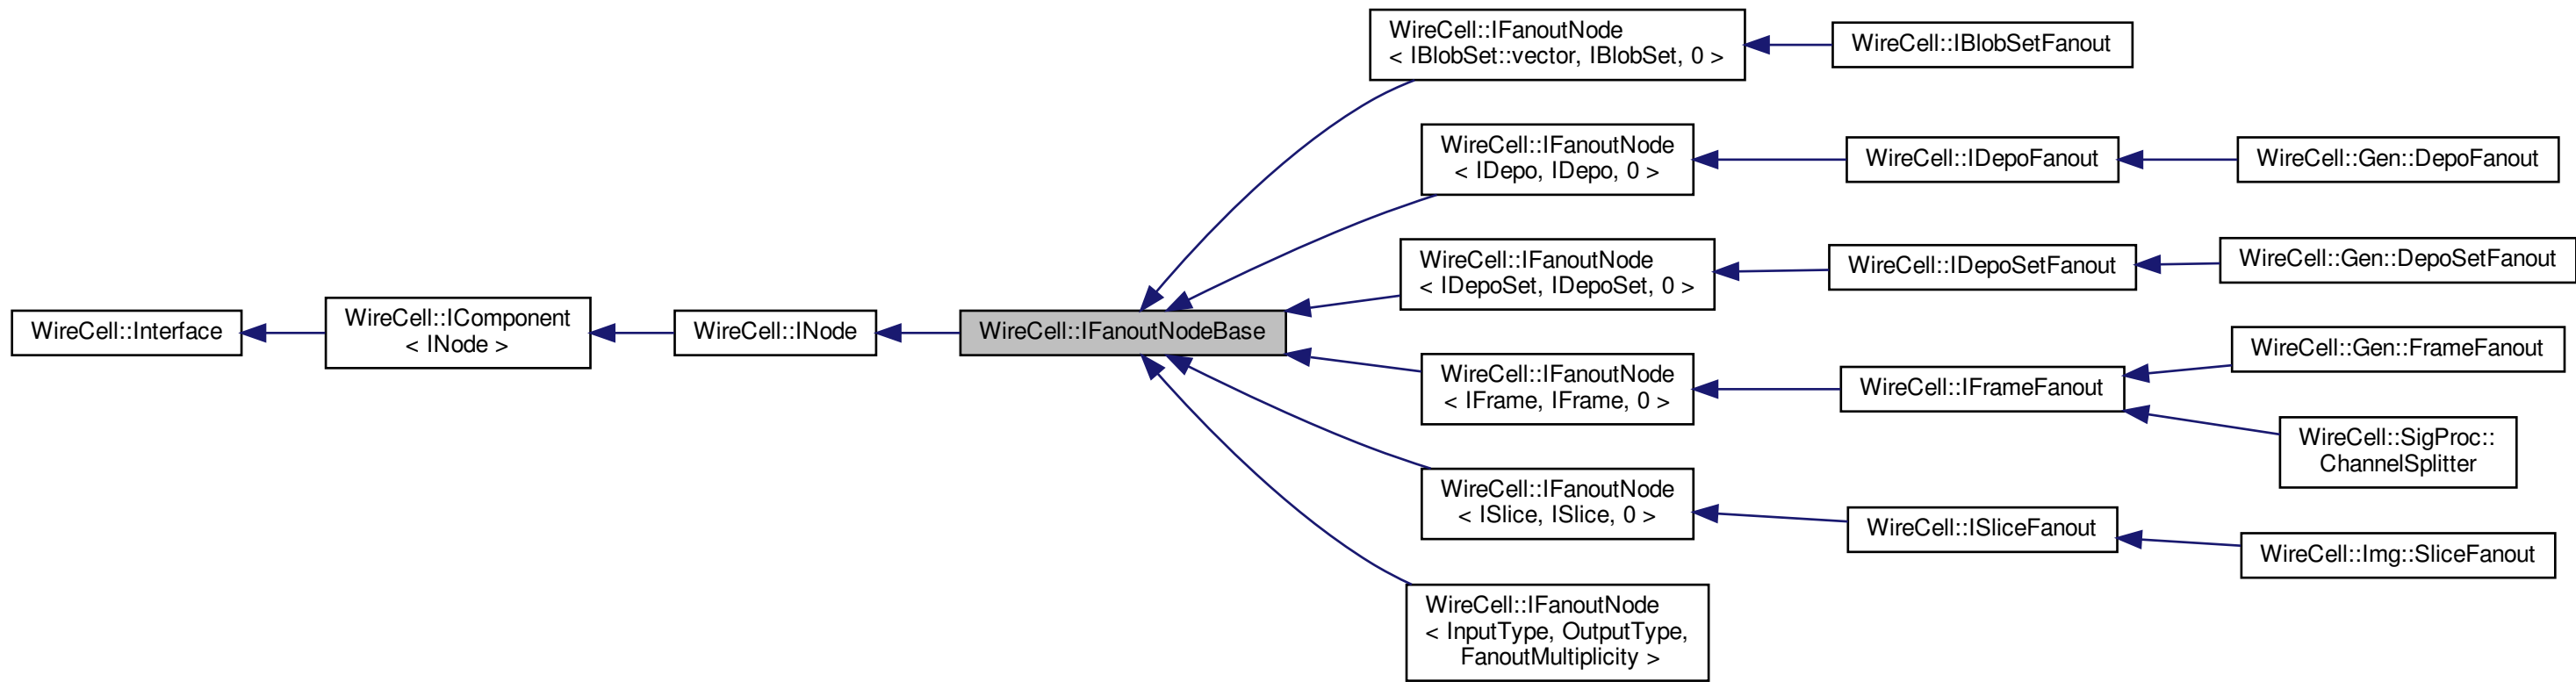 WireCell::Interface
WireCell::IComponent
< INode >
WireCell::INode
WireCell::IFanoutNodeBase
WireCell::IFanoutNode
< IBlobSet::vector, IBlobSet, 0 >
WireCell::IBlobSetFanout
WireCell::IFanoutNode
< IDepo, IDepo, 0 >
WireCell::IDepoFanout
WireCell::Gen::DepoFanout
WireCell::IFanoutNode
< IDepoSet, IDepoSet, 0 >
WireCell::IDepoSetFanout
WireCell::Gen::DepoSetFanout
WireCell::IFanoutNode
< IFrame, IFrame, 0 >
WireCell::IFrameFanout
WireCell::Gen::FrameFanout
WireCell::SigProc::
ChannelSplitter
WireCell::IFanoutNode
< ISlice, ISlice, 0 >
WireCell::ISliceFanout
WireCell::Img::SliceFanout
WireCell::IFanoutNode
< InputType, OutputType,
FanoutMultiplicity >